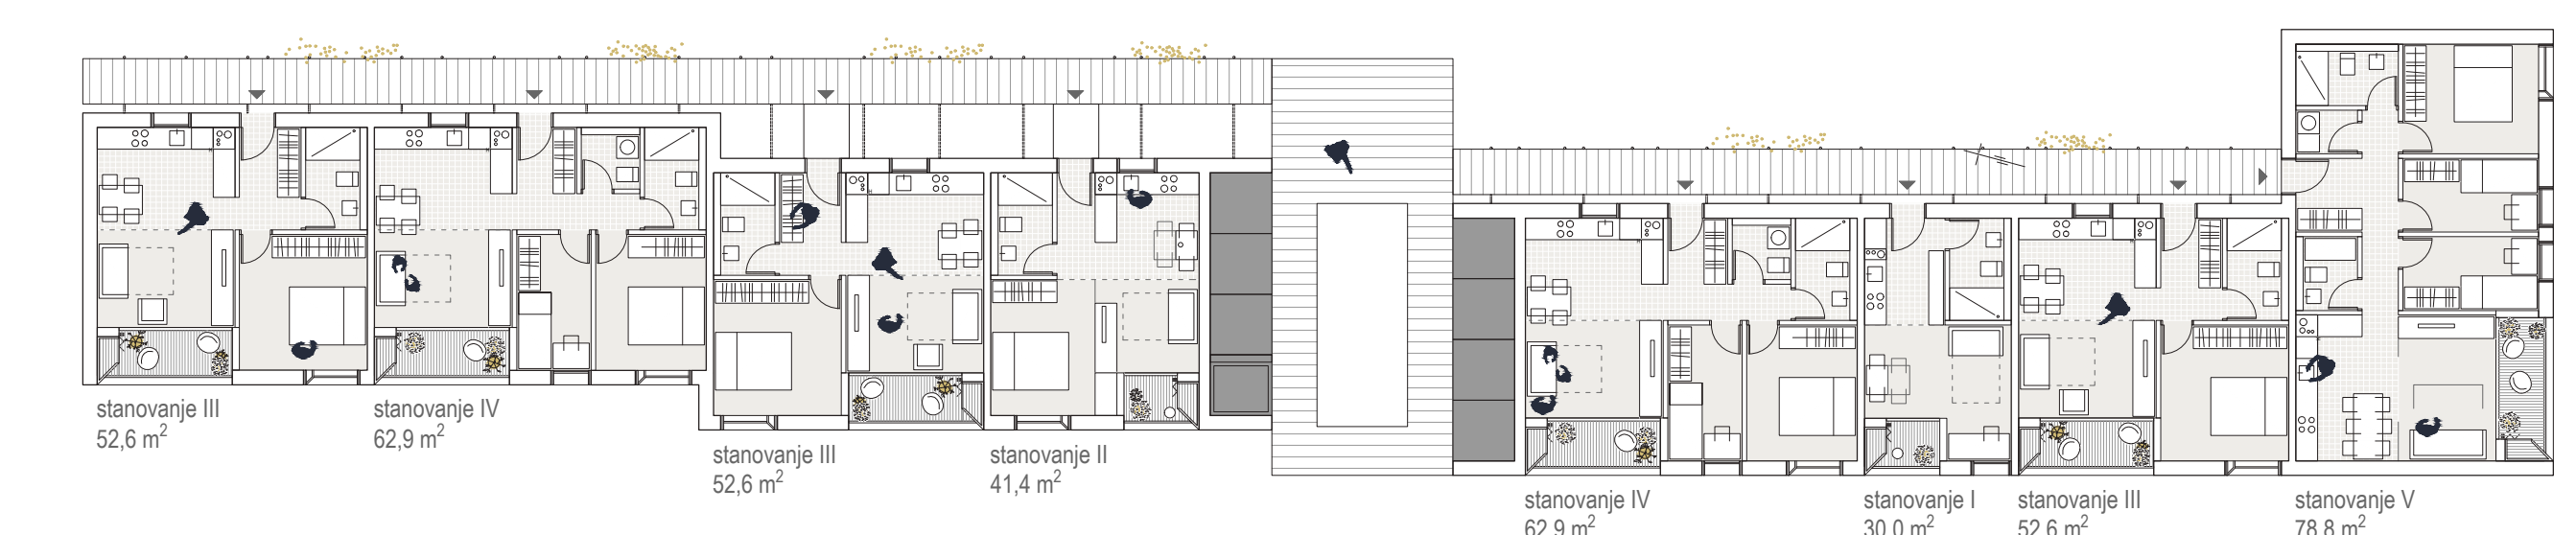 stanovanje III
52,6 m²
stanovanje IV
62,9 m²
stanovanje III
52,6 m²
stanovanje II
41,4 m²
stanovanje IV
62,9 m²
stanovanje I
30,0 m²
stanovanje III
52,6 m²
stanovanje V
78,8 m²